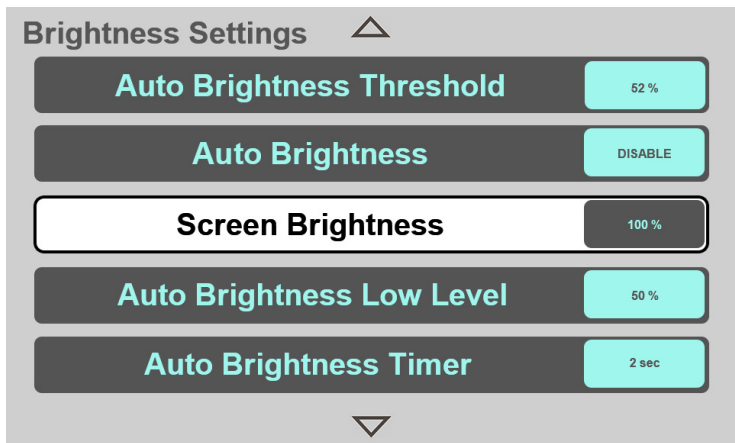 Brightness Settings
Auto Brightness Threshold 52 %
Auto Brightness DISABLE
Screen Brightness 100 %
Auto Brightness Low Level 50 %
Auto Brightness Timer 2 sec